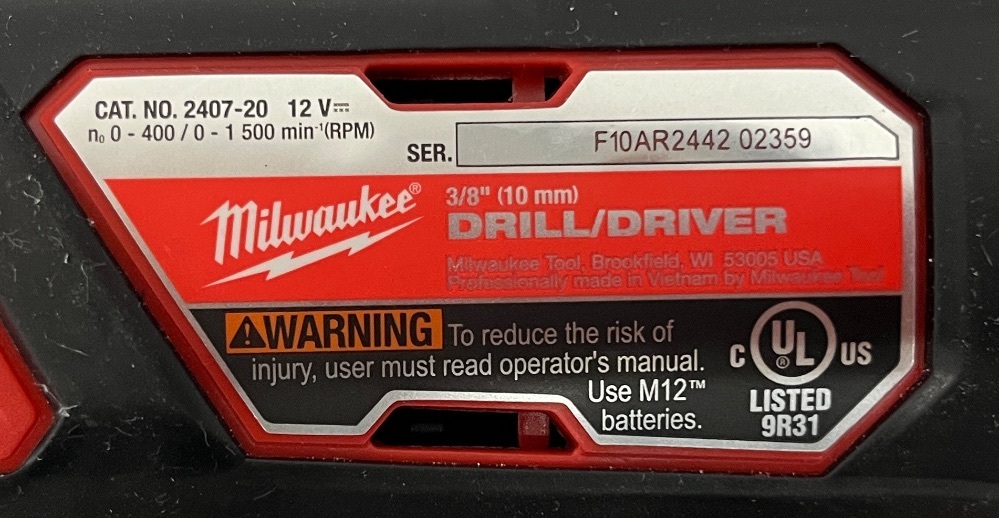 CAT. NO. 2407-20 12 V⎓
n₀ 0 - 400 / 0 - 1 500 min⁻¹(RPM)
SER. F10AR2442 02359
Milwaukee®
3/8" (10 mm)
DRILL/DRIVER
Milwaukee Tool, Brookfield, WI 53005 USA
Professionally made in Vietnam by Milwaukee Tool
⚠WARNING To reduce the risk of
injury, user must read operator's manual.
Use M12™
batteries.
C UL® US
LISTED
9R31